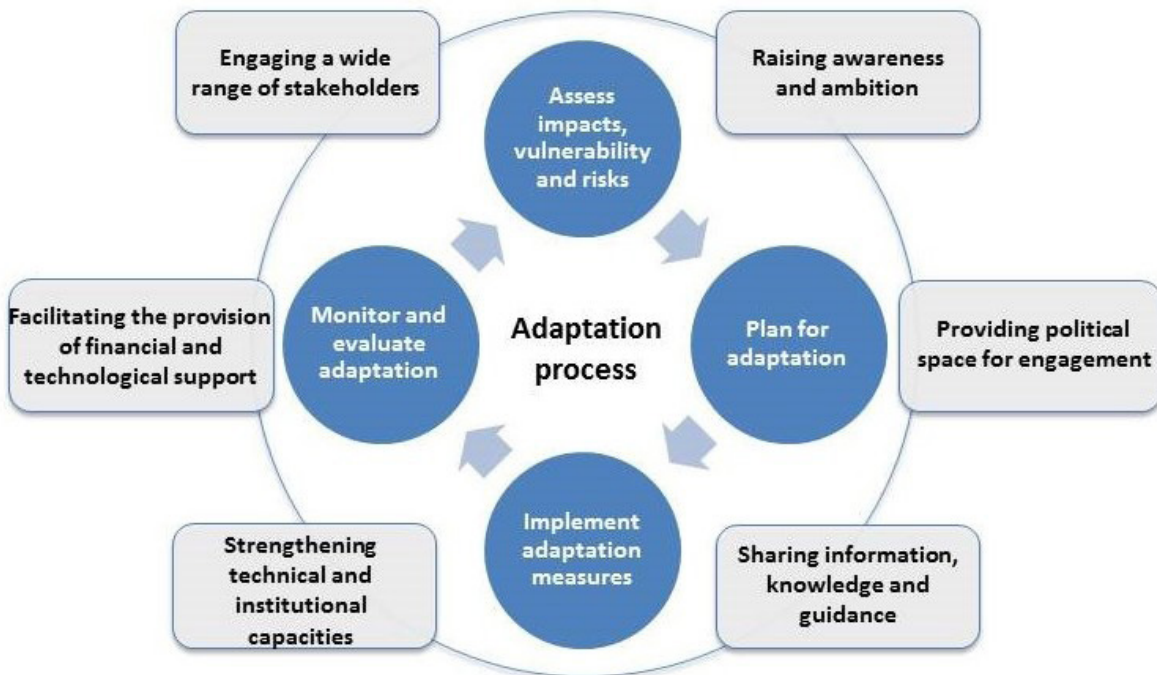 Engaging a wide
range of stakeholders
Raising awareness
and ambition
Assess
impacts,
vulnerability
and risks
Facilitating the provision
of financial and
technological support
Monitor and
evaluate
adaptation
Adaptation
process
Plan for
adaptation
Providing political
space for engagement
Implement
adaptation
measures
Strengthening
technical and
institutional
capacities
Sharing information,
knowledge and
guidance